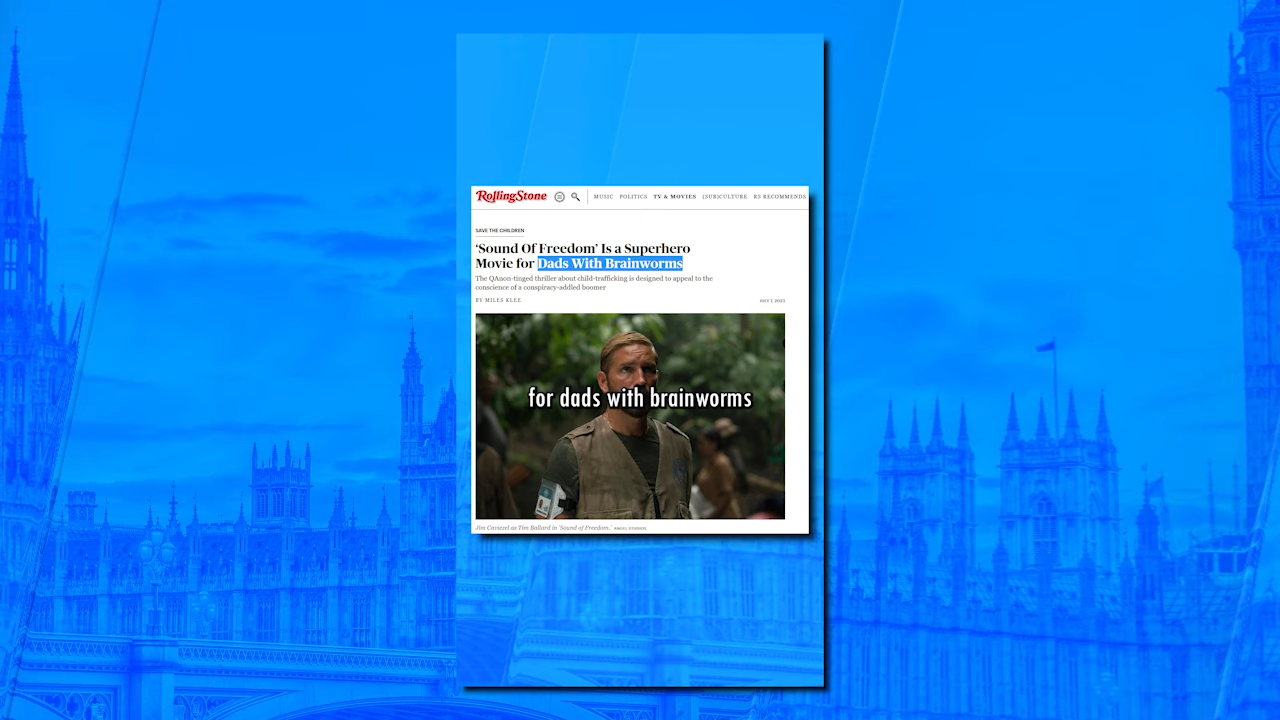 RollingStone MUSIC POLITICS TV & MOVIES (SUB)CULTURE RS RECOMMENDS
SAVE THE CHILDREN
‘Sound Of Freedom’ Is a Superhero
Movie for Dads With Brainworms
The QAnon-tinged thriller about child-trafficking is designed to appeal to the
conscience of a conspiracy-addled boomer
BY MILES KLEE
JULY 7, 2023
for dads with brainworms
Jim Caviezel as Tim Ballard in 'Sound of Freedom.' ANGEL STUDIOS